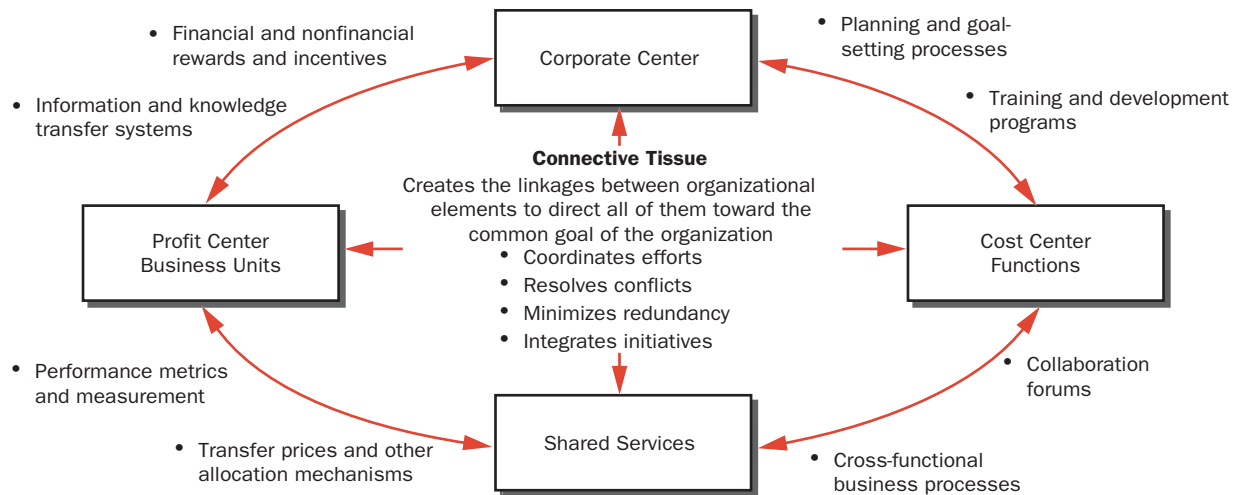 • Financial and nonfinancial
rewards and incentives
• Information and knowledge
transfer systems
Corporate Center
• Planning and goal-
setting processes
• Training and development
programs
Connective Tissue
Creates the linkages between organizational
elements to direct all of them toward the
common goal of the organization
• Coordinates efforts
• Resolves conflicts
• Minimizes redundancy
• Integrates initiatives
Profit Center
Business Units
Cost Center
Functions
• Performance metrics
and measurement
• Transfer prices and other
allocation mechanisms
Shared Services
• Collaboration
forums
• Cross-functional
business processes